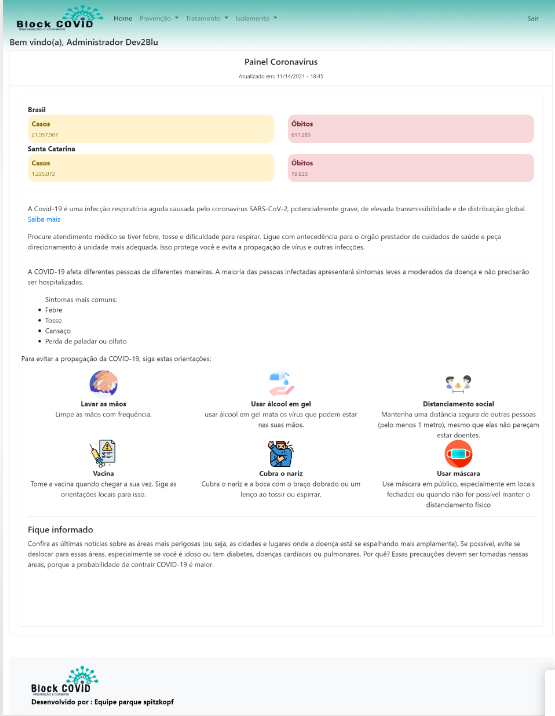 Block COVID
Home Prevenção Tratamento Isolamento Sair
Bem vindo(a), Administrador Dev2Blu
Painel Coronavírus
Atualizado em: 11/14/2021 - 18:45
Brasil
Casos Óbitos
21.957.967 611.283
Santa Catarina
Casos Óbitos
1.225.072
A Covid-19 é uma infecção respiratória aguda causada pelo coronavírus SARS-CoV-2, potencialmente grave, de elevada transmissibilidade e de distribuição global.
Saiba mais
Procure atendimento médico se tiver febre, tosse e dificuldade para respirar. Ligue com antecedência para o órgão prestador de cuidados de saúde e peça
direcionamento à unidade mais adequada. Isso protege você e evita a propagação de vírus e outras infecções.
A COVID-19 afeta diferentes pessoas de diferentes maneiras. A maioria das pessoas infectadas apresentará sintomas leves a moderados da doença e não precisarão
ser hospitalizadas.
Sintomas mais comuns:
Febre
Tosse
Cansaço
Perda de paladar ou olfato
Para evitar a propagação da COVID-19, siga estas orientações:
Lavar as mãos
Limpe as mãos com frequência.
Usar álcool em gel
usar álcool em gel mata os vírus que podem estar
nas suas mãos.
Distanciamento social
Mantenha uma distância segura de outras pessoas
(pelo menos 1 metro), mesmo que elas não pareçam
estar doentes.
Vacina
Tome a vacina quando chegar a sua vez. Siga as
orientações locais para isso.
Cubra o nariz
Cubra o nariz e a boca com o braço dobrado ou um
lenço ao tossir ou espirrar.
Usar máscara
Use máscara em público, especialmente em locais
fechados ou quando não for possível manter o
distanciamento físico
Fique informado
Confira as últimas notícias sobre as áreas mais perigosas (ou seja, as cidades e lugares onde a doença está se espalhando mais amplamente). Se possível, evite se
deslocar para essas áreas, especialmente se você é idoso ou tem diabetes, doenças cardíacas ou pulmonares. Por quê? Essas precauções devem ser tomadas nessas
áreas, porque a probabilidade de contrair COVID-19 é maior.
Block COVID
Desenvolvido por : Equipe parque spitzkopf